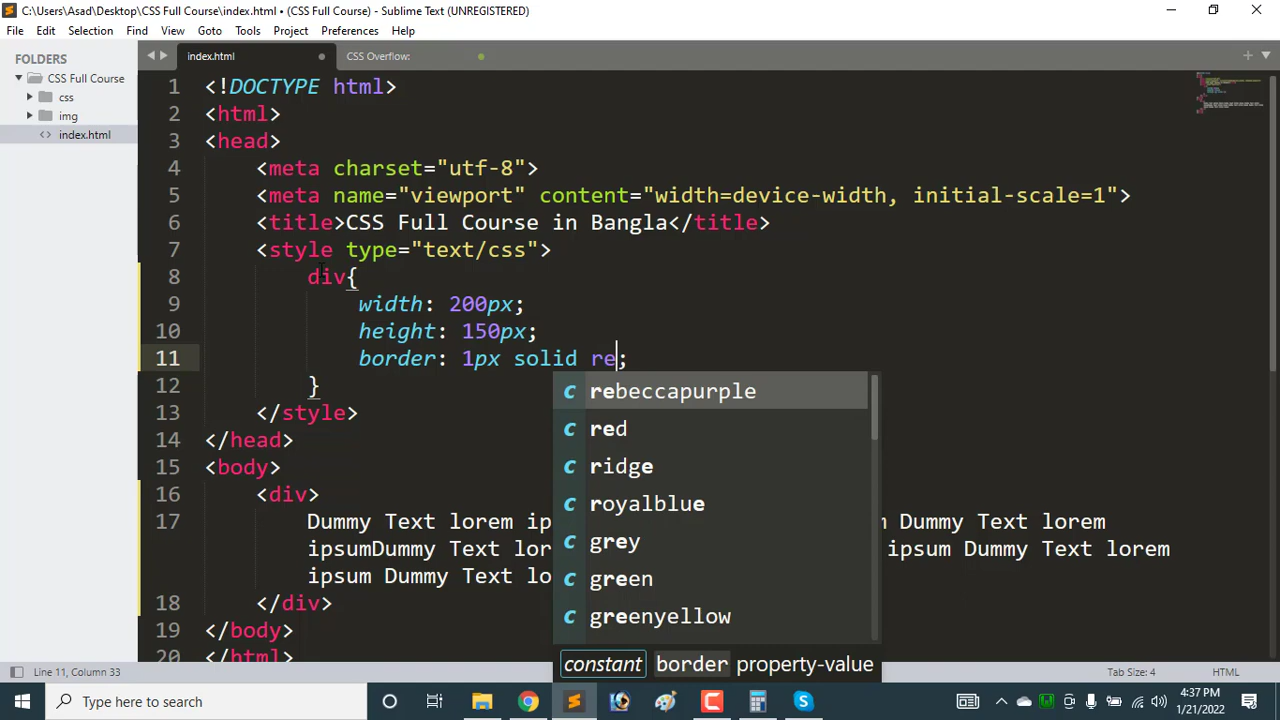 C:\Users\Asad\Desktop\CSS Full Course\index.html • (CSS Full Course) - Sublime Text (UNREGISTERED)
File Edit Selection Find View Goto Tools Project Preferences Help
FOLDERS
CSS Full Course
css
img
index.html
index.html
CSS Overflow:
1 <!DOCTYPE html>
2 <html>
3 <head>
4 <meta charset="utf-8">
5 <meta name="viewport" content="width=device-width, initial-scale=1">
6 <title>CSS Full Course in Bangla</title>
7 <style type="text/css">
8 div{
9 width: 200px;
10 height: 150px;
11 border: 1px solid re;
12 }
13 </style>
14 </head>
15 <body>
16 <div>
17 Dummy Text lorem ip Dummy Text lorem
ipsumDummy Text lor ipsum Dummy Text lorem
ipsum Dummy Text lo
18 </div>
19 </body>
20 </html>
c rebeccapurple
c red
c ridge
c royalblue
c grey
c green
c greenyellow
constant border property-value
Line 11, Column 33
Tab Size: 4
HTML
Type here to search
4:37 PM
1/21/2022